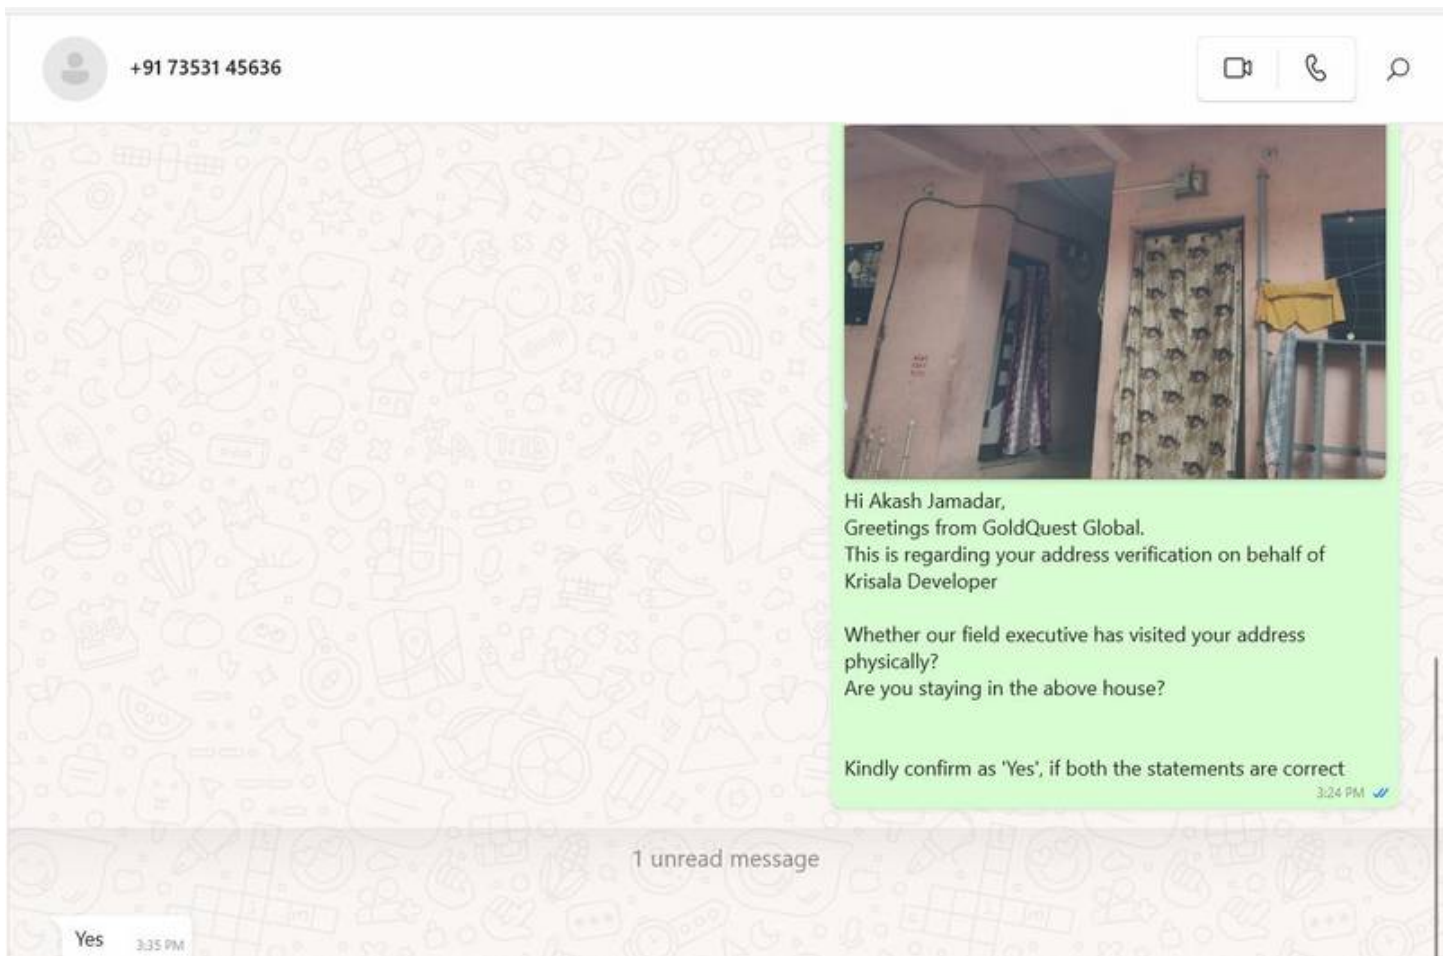 +91 73531 45636
Hi Akash Jamadar,
Greetings from GoldQuest Global.
This is regarding your address verification on behalf of
Krisala Developer
Whether our field executive has visited your address
physically?
Are you staying in the above house?
Kindly confirm as 'Yes', if both the statements are correct
3:24 PM
1 unread message
Yes
3:35 PM